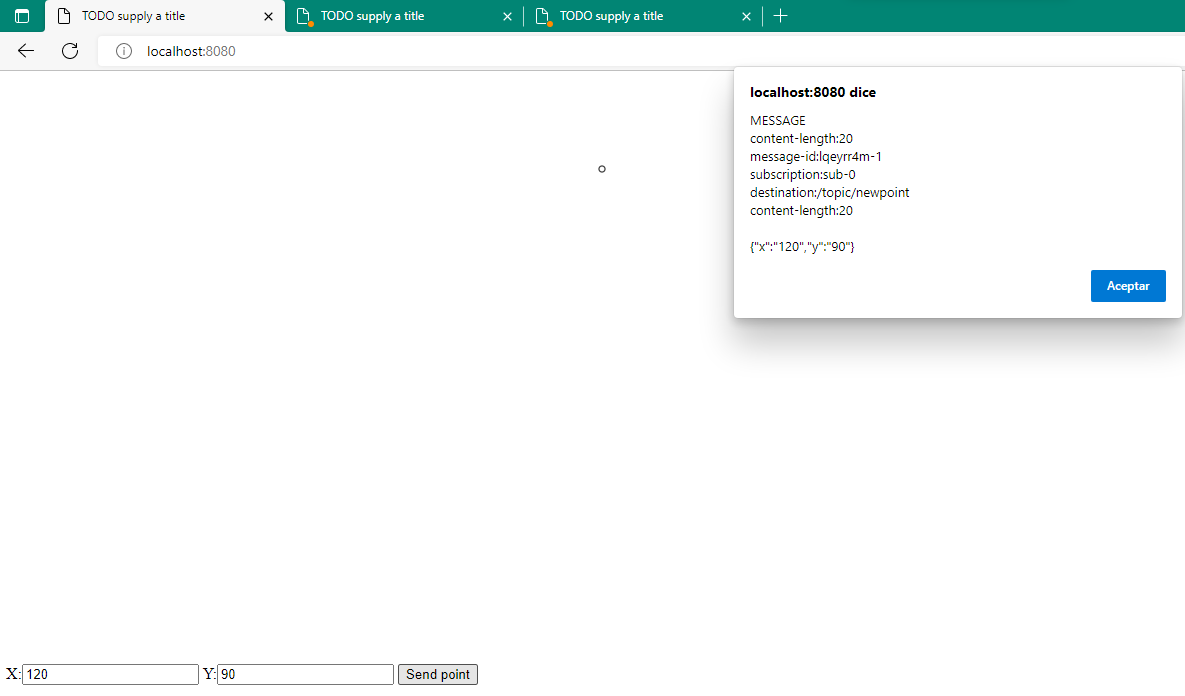 TODO supply a title
TODO supply a title
TODO supply a title
localhost:8080
localhost:8080 dice
MESSAGE
content-length:20
message-id:lqeyrr4m-1
subscription:sub-0
destination:/topic/newpoint
content-length:20
{"x":"120","y":"90"}
Aceptar
X: 120 Y: 90 Send point